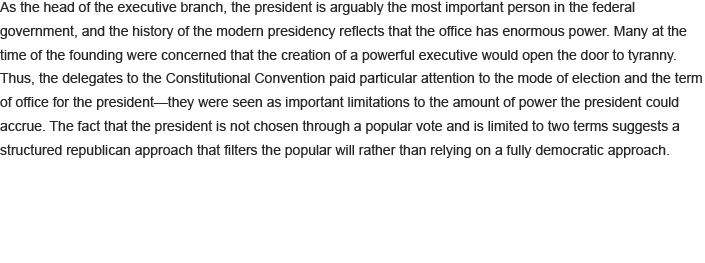 As the head of the executive branch, the president is arguably the most important person in the federal
government, and the history of the modern presidency reflects that the office has enormous power. Many at the
time of the founding were concerned that the creation of a powerful executive would open the door to tyranny.
Thus, the delegates to the Constitutional Convention paid particular attention to the mode of election and the term
of office for the president—they were seen as important limitations to the amount of power the president could
accrue. The fact that the president is not chosen through a popular vote and is limited to two terms suggests a
structured republican approach that filters the popular will rather than relying on a fully democratic approach.